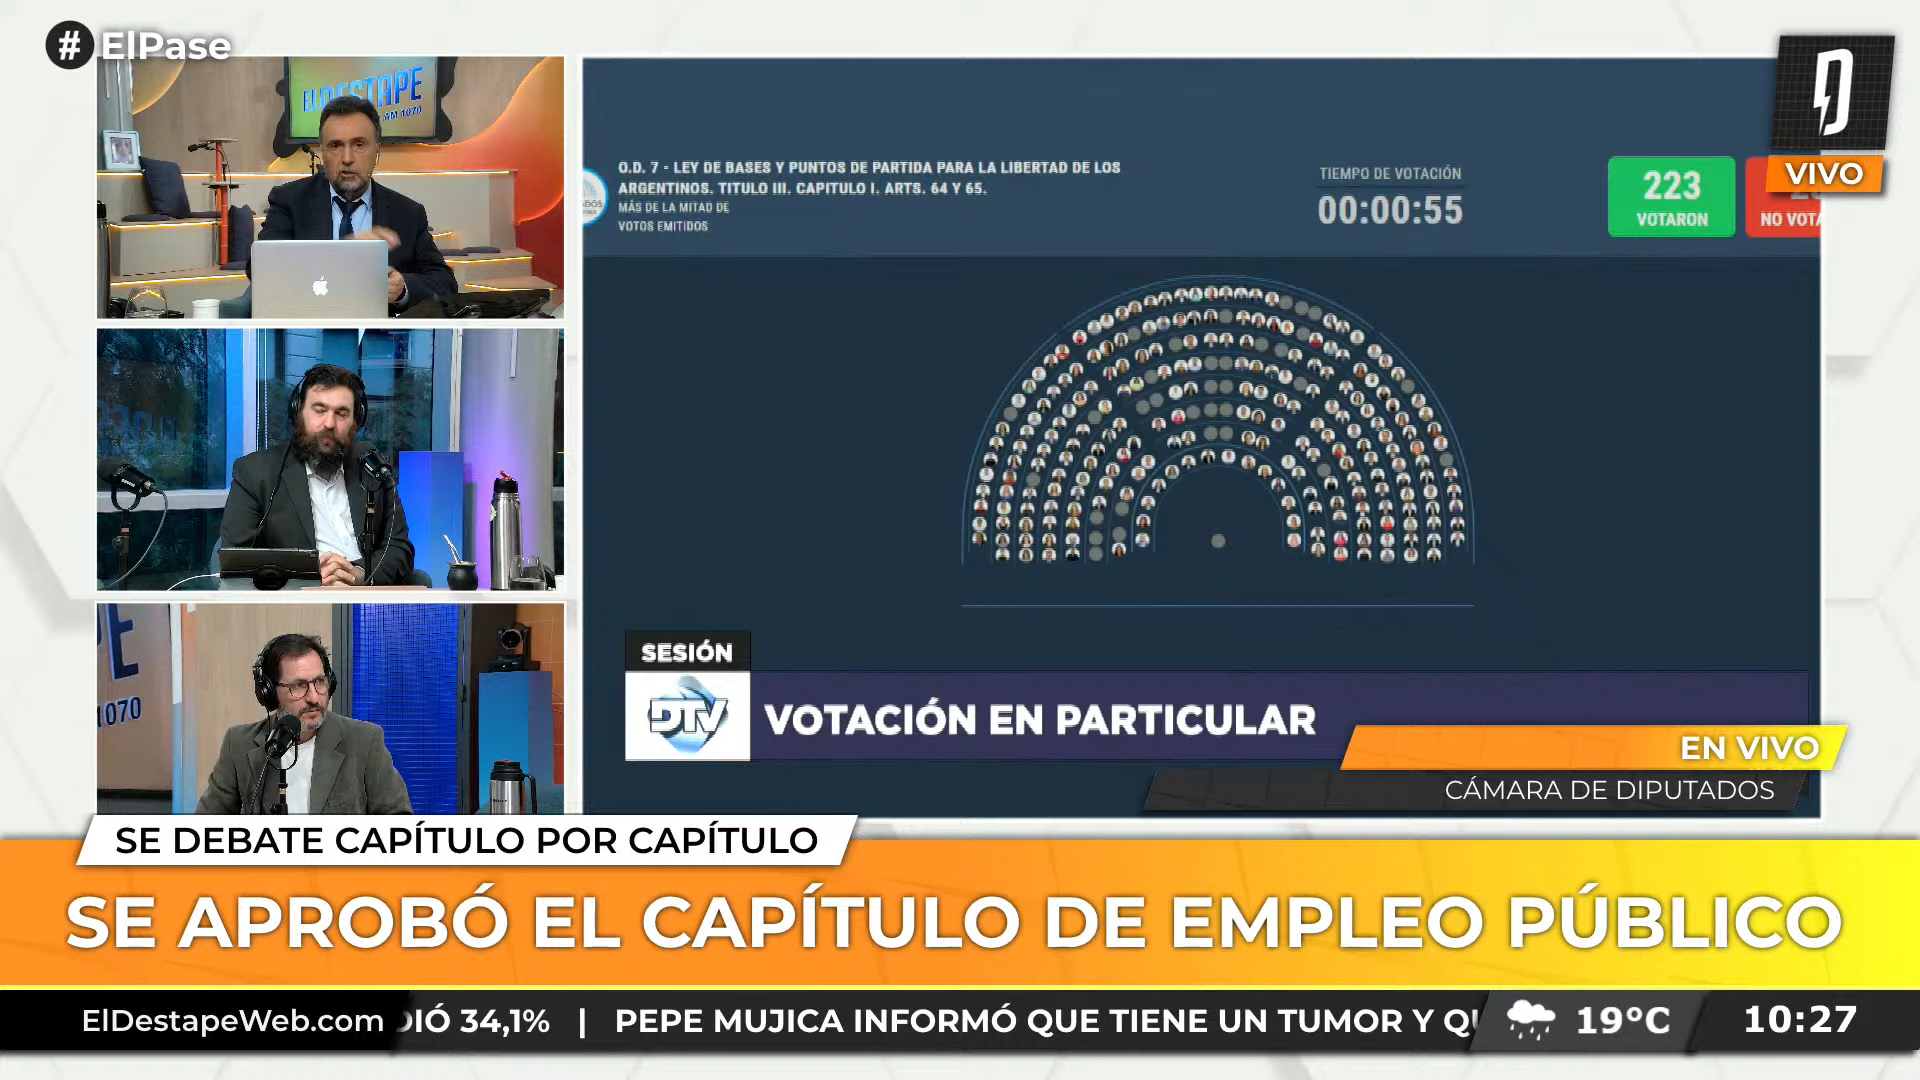 # ElPase
EL DESTAPE
AM 1070
O.D. 7 - LEY DE BASES Y PUNTOS DE PARTIDA PARA LA LIBERTAD DE LOS
ARGENTINOS. TITULO III. CAPITULO I. ARTS. 64 Y 65.
MÁS DE LA MITAD DE
VOTOS EMITIDOS
TIEMPO DE VOTACIÓN
00:00:55
223
VOTARON
NO VOTA
VIVO
1070
SESIÓN
DTV
VOTACIÓN EN PARTICULAR
EN VIVO
CÁMARA DE DIPUTADOS
SE DEBATE CAPÍTULO POR CAPÍTULO
SE APROBÓ EL CAPÍTULO DE EMPLEO PÚBLICO
ElDestapeWeb.com
DIÓ 34,1% | PEPE MUJICA INFORMÓ QUE TIENE UN TUMOR Y QU
19°C
10:27